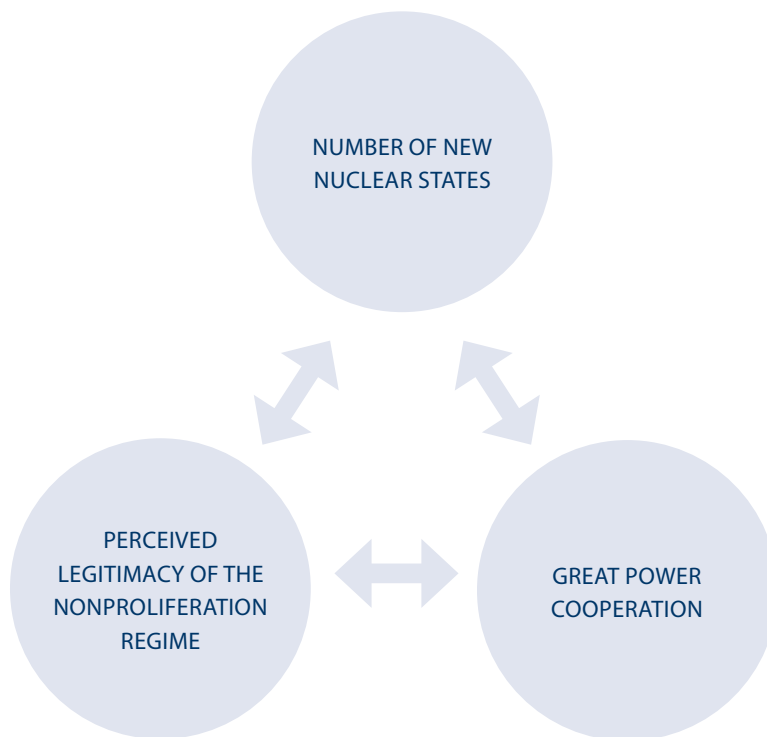 NUMBER OF NEW
NUCLEAR STATES
PERCEIVED
LEGITIMACY OF THE
NONPROLIFERATION
REGIME
GREAT POWER
COOPERATION